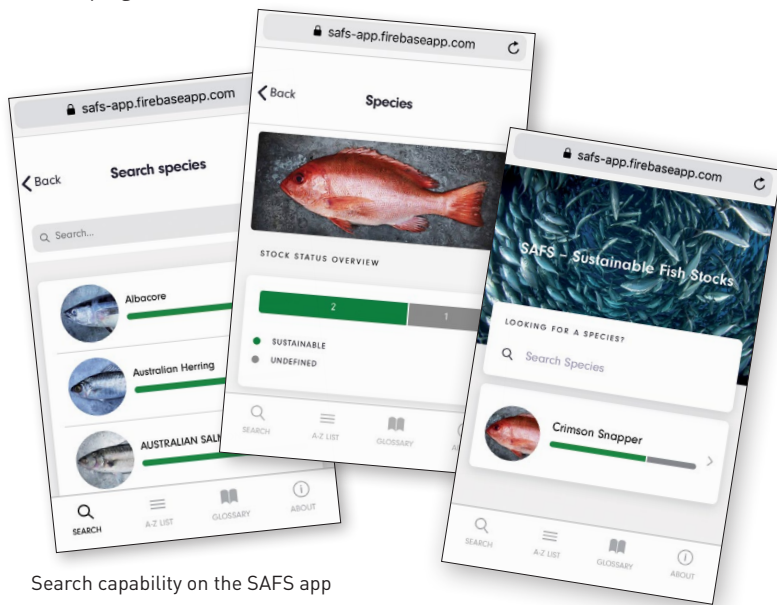 safs-app.firebaseapp.com
Back
Search species
Search...
Albacore
Australian Herring
SEARCH
A-Z LIST
GLOSSARY
ABOUT
safs-app.firebaseapp.com
Back
Species
STOCK STATUS OVERVIEW
2
1
SUSTAINABLE
UNDEFINED
SEARCH
A-Z LIST
GLOSSARY
safs-app.firebaseapp.com
SAFS – Sustainable Fish Stocks
LOOKING FOR A SPECIES?
Search Species
Crimson Snapper
SEARCH
A-Z LIST
GLOSSARY
ABOUT
Search capability on the SAFS app